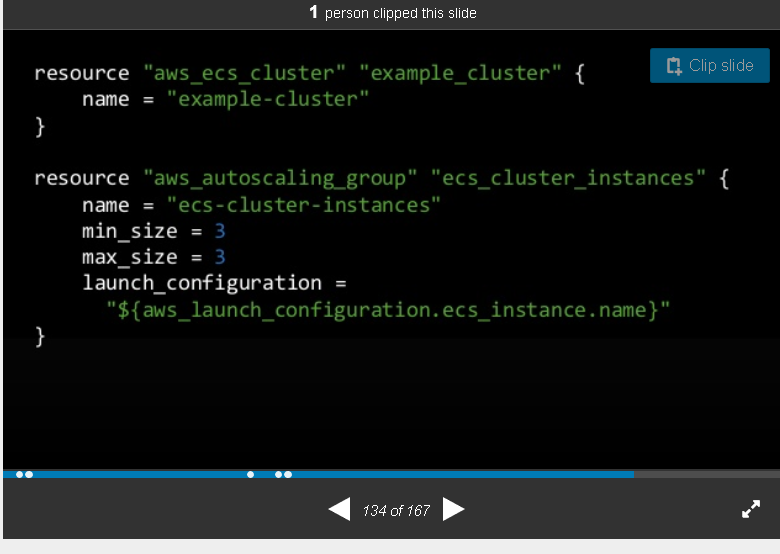 1 person clipped this slide
Clip slide
resource "aws_ecs_cluster" "example_cluster" {
    name = "example-cluster"
}
resource "aws_autoscaling_group" "ecs_cluster_instances" {
    name = "ecs-cluster-instances"
    min_size = 3
    max_size = 3
    launch_configuration =
      "${aws_launch_configuration.ecs_instance.name}"
}
134 of 167